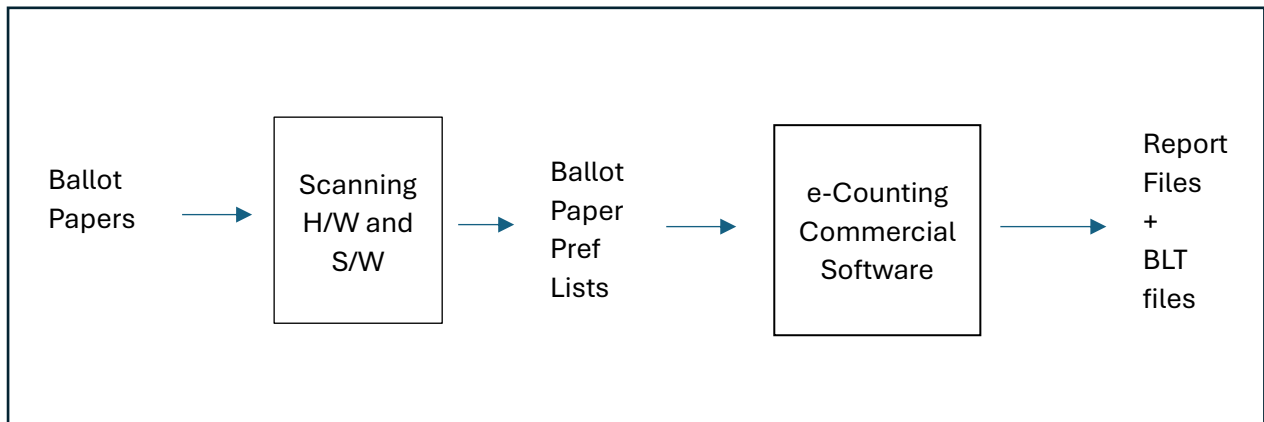 Ballot
Papers
Scanning
H/W and
S/W
Ballot
Paper
Pref
Lists
e-Counting
Commercial
Software
Report
Files
+
BLT
files